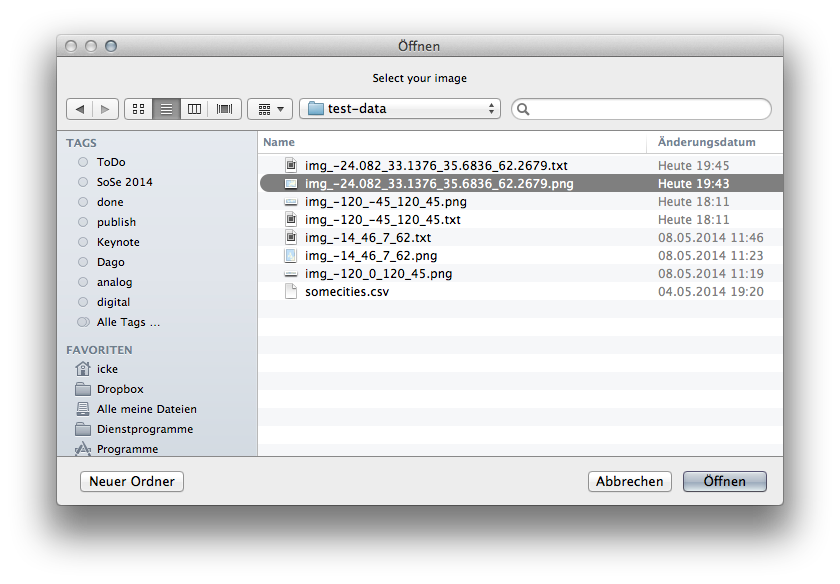 Öffnen
Select your image
test-data
TAGS
ToDo
SoSe 2014
done
publish
Keynote
Dago
analog
digital
Alle Tags ...
FAVORITEN
icke
Dropbox
Alle meine Dateien
Dienstprogramme
Programme
Name Änderungsdatum
img_-24.082_33.1376_35.6836_62.2679.txt Heute 19:45
img_-24.082_33.1376_35.6836_62.2679.png Heute 19:43
img_-120_-45_120_45.png Heute 18:11
img_-120_-45_120_45.txt Heute 18:11
img_-14_46_7_62.txt 08.05.2014 11:46
img_-14_46_7_62.png 08.05.2014 11:23
img_-120_0_120_45.png 08.05.2014 11:19
somecities.csv 04.05.2014 19:20
Neuer Ordner Abbrechen Öffnen